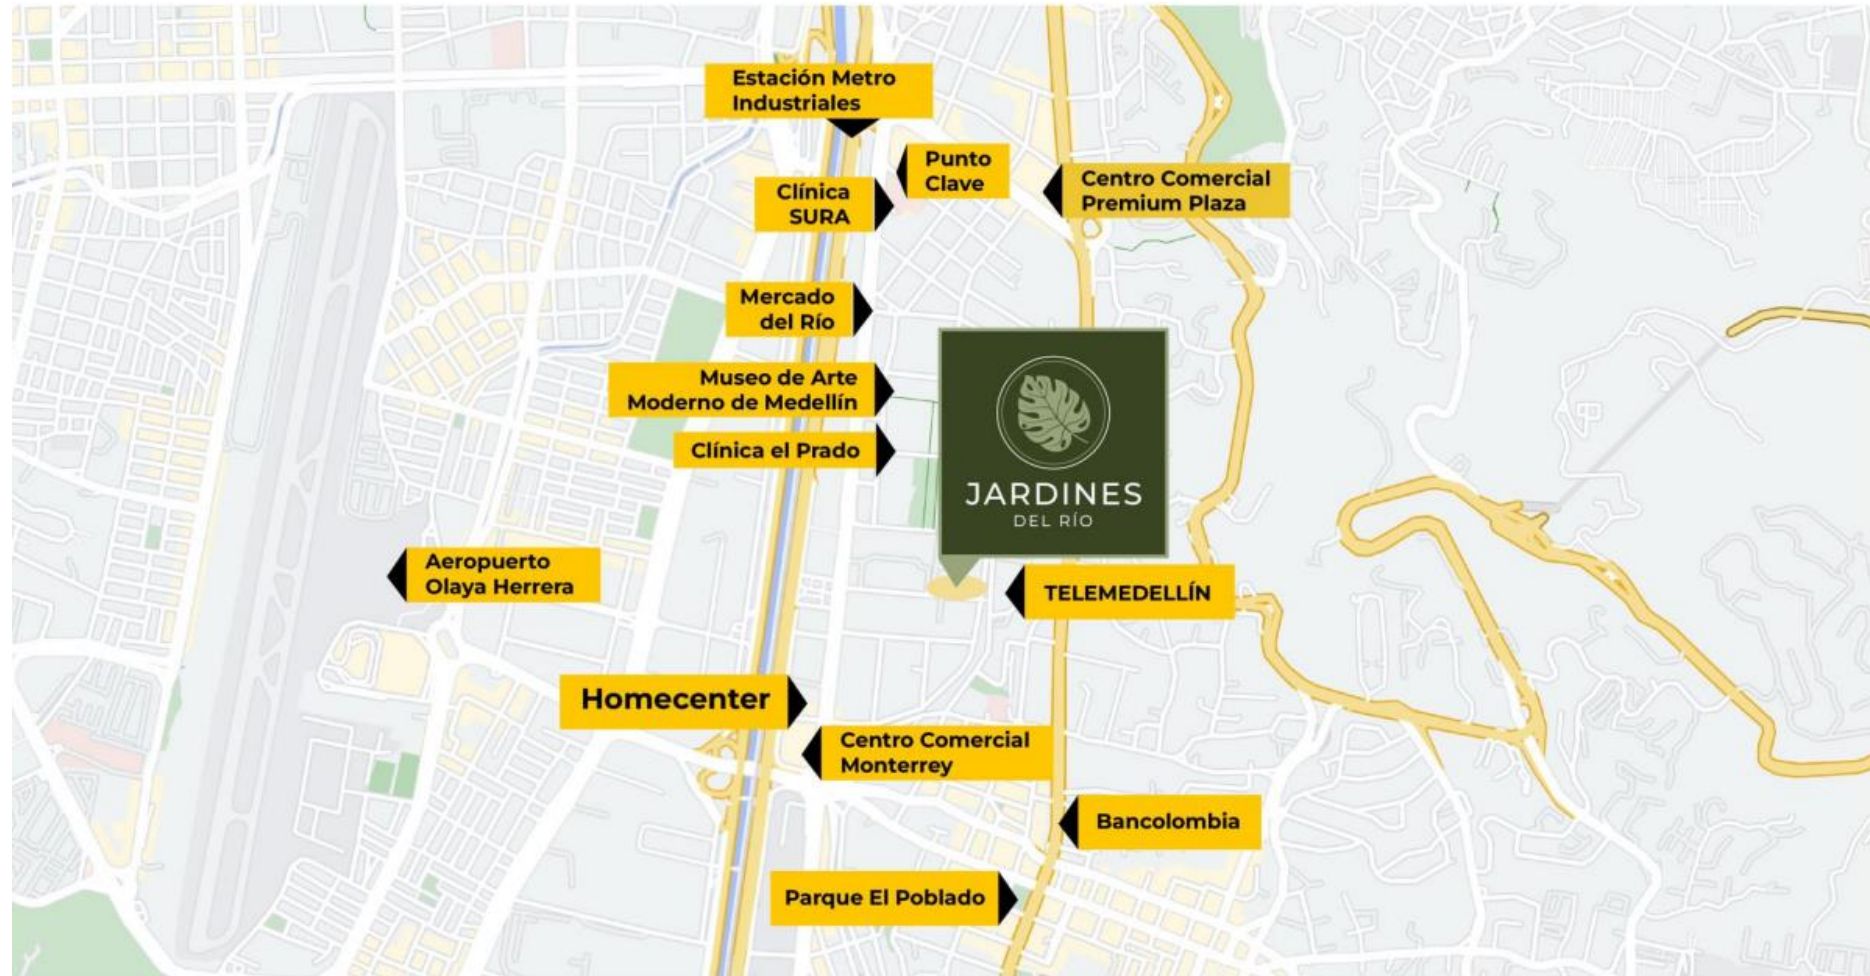 Estación Metro
Industriales
Punto
Clave
Clínica
SURA
Centro Comercial
Premium Plaza
Mercado
del Río
Museo de Arte
Moderno de Medellín
Clínica el Prado
JARDINES
DEL RÍO
Aeropuerto
Olaya Herrera
TELEMEDELLÍN
Homecenter
Centro Comercial
Monterrey
Bancolombia
Parque El Poblado